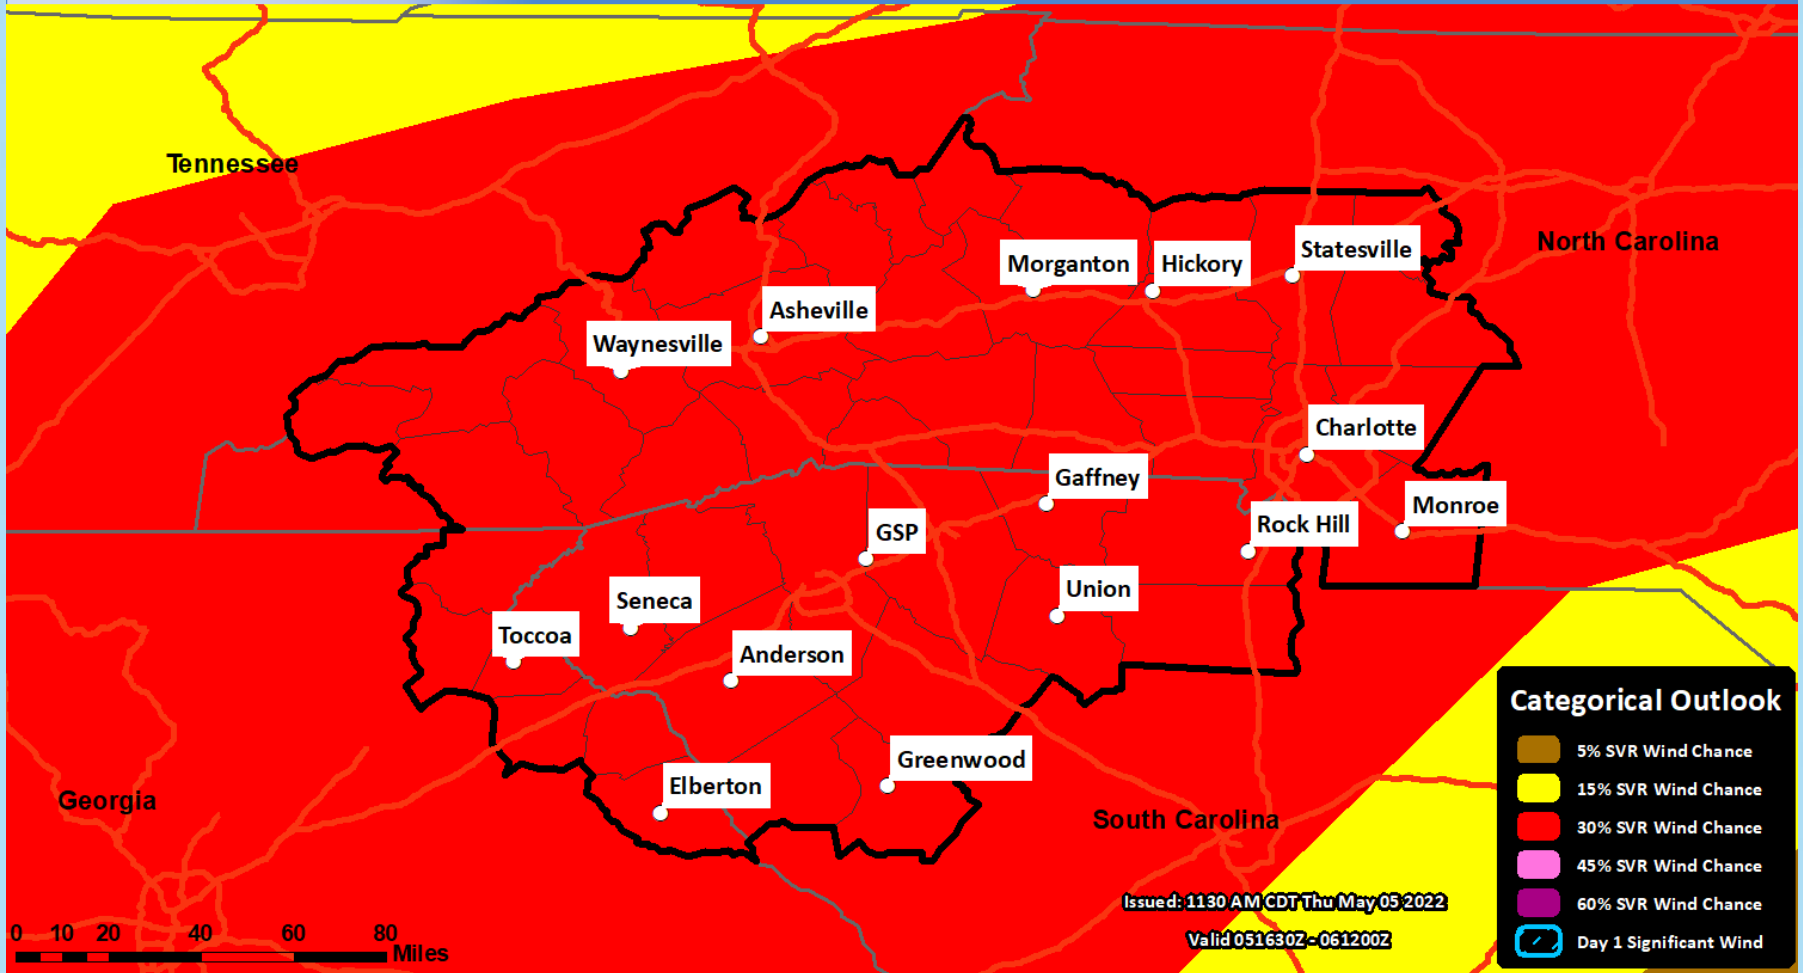 Tennessee
North Carolina
Morganton
Hickory
Statesville
Asheville
Waynesville
Charlotte
Gaffney
Monroe
Rock Hill
GSP
Union
Seneca
Toccoa
Anderson
Greenwood
Elberton
Georgia
South Carolina
Categorical Outlook
5% SVR Wind Chance
15% SVR Wind Chance
30% SVR Wind Chance
45% SVR Wind Chance
60% SVR Wind Chance
Day 1 Significant Wind
Issued: 1130 AM CDT Thu May 05 2022
Valid 051630Z - 061200Z
0 10 20 40 60 80
Miles